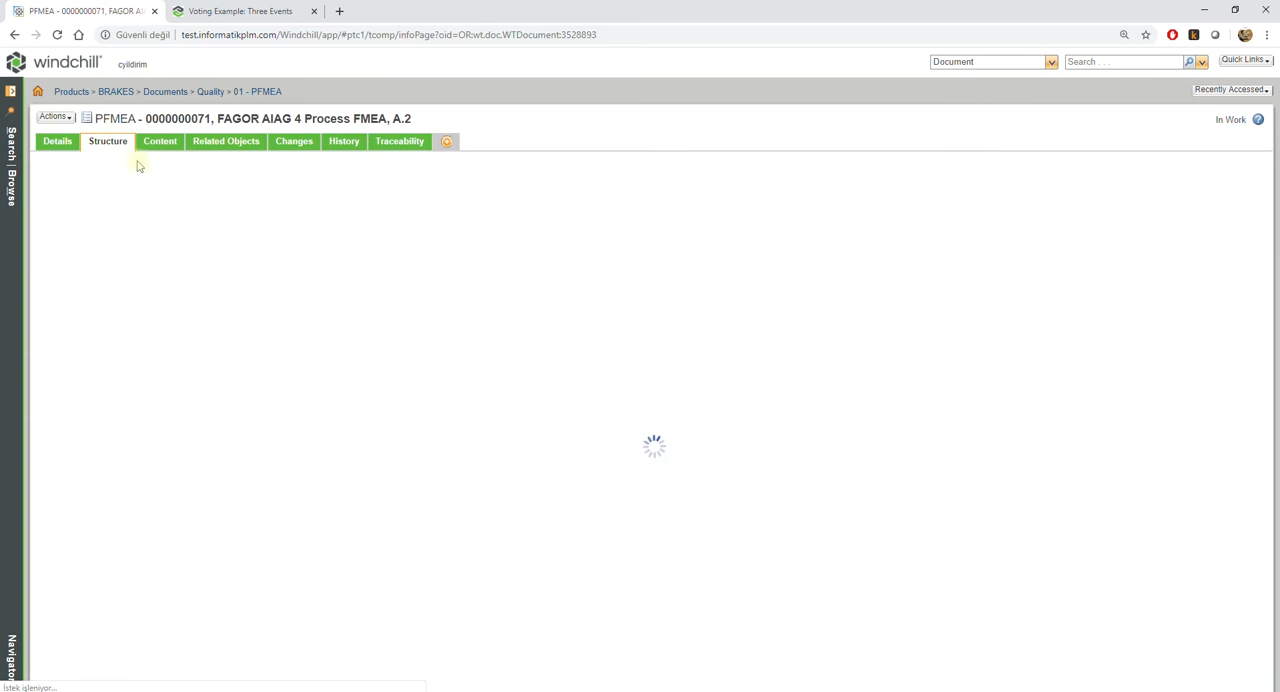 PFMEA - 0000000071, FAGOR A
Voting Example: Three Events
Güvenli değil
test.informatikplm.com/Windchill/app/#ptc1/tcomp/infoPage?oid=OR:wt.doc.WTDocument:3528893
windchill
cyildirim
Document
Search . . .
Quick Links
Products > BRAKES > Documents > Quality > 01 - PFMEA
Recently Accessed
Actions
PFMEA - 0000000071, FAGOR AIAG 4 Process FMEA, A.2
In Work
Details
Structure
Content
Related Objects
Changes
History
Traceability
Search | Browse
Navigator
İstek işleniyor...